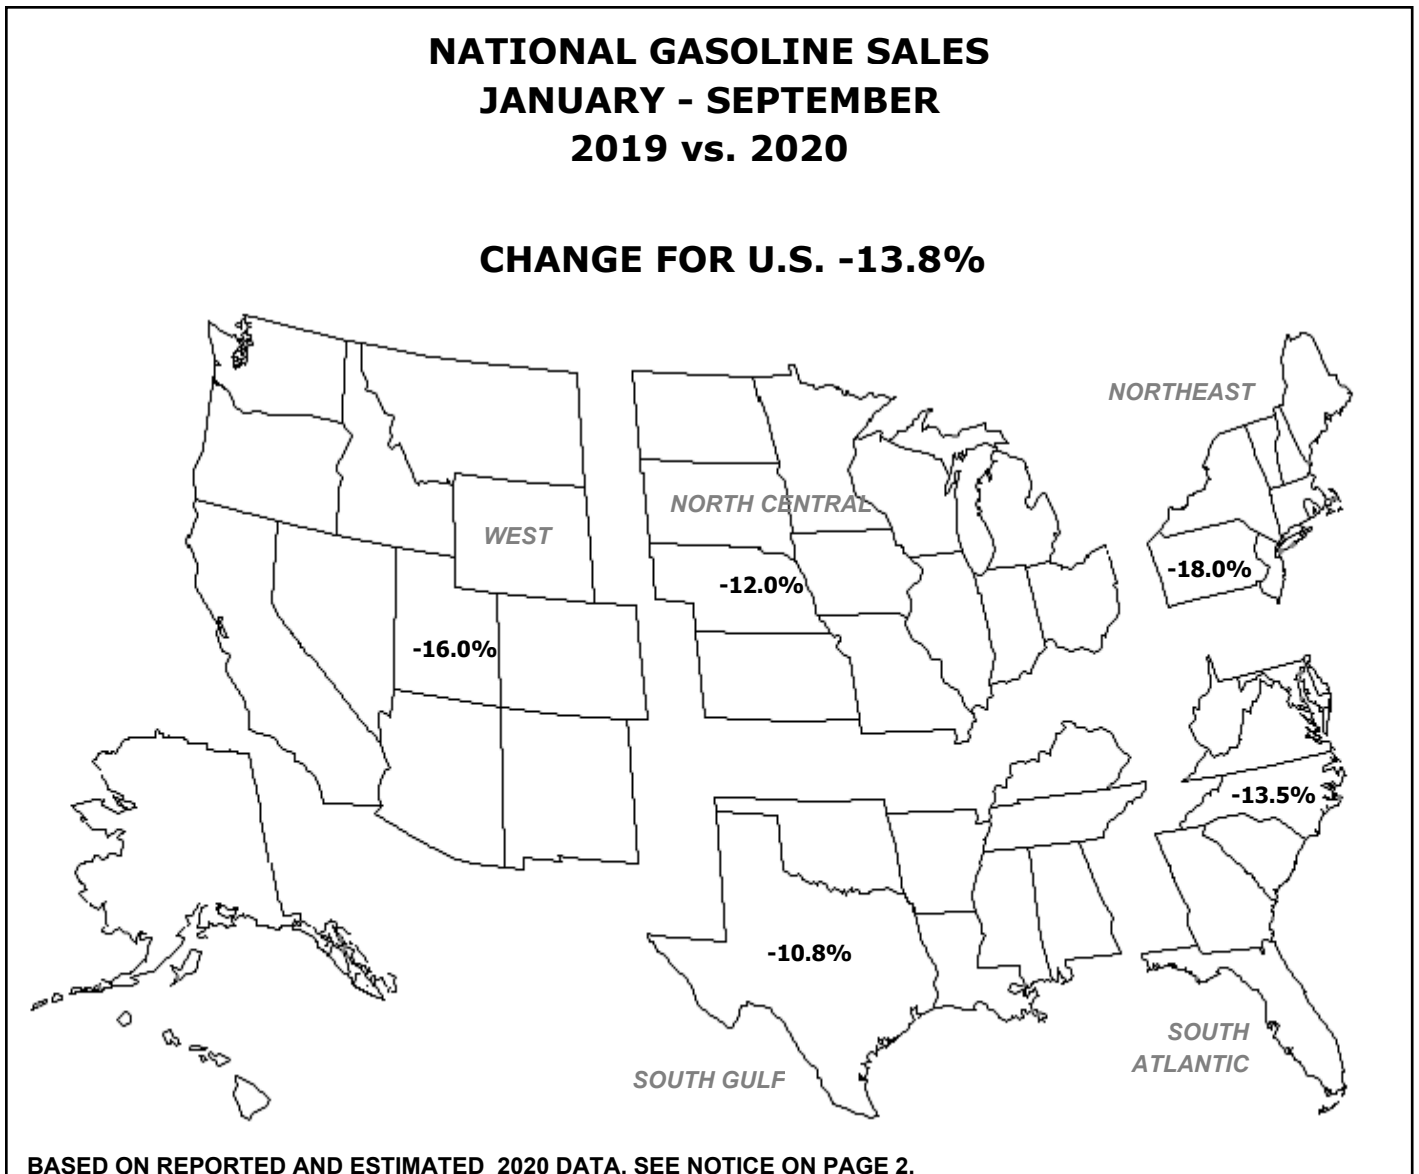 NATIONAL GASOLINE SALES
JANUARY - SEPTEMBER
2019 vs. 2020
CHANGE FOR U.S. -13.8%
NORTHEAST
NORTH CENTRAL
WEST
-18.0%
-12.0%
-16.0%
-13.5%
-10.8%
SOUTH
ATLANTIC
SOUTH GULF
BASED ON REPORTED AND ESTIMATED  2020 DATA. SEE NOTICE ON PAGE 2.